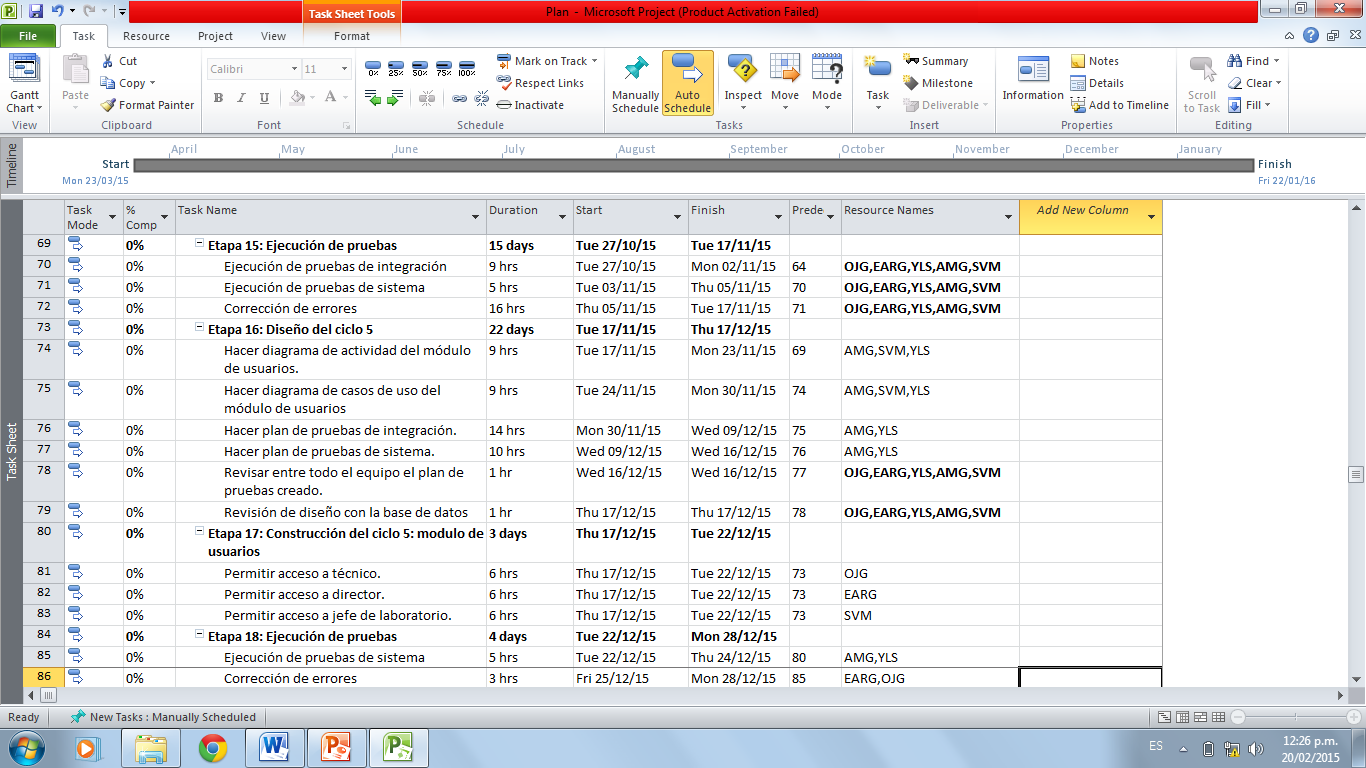 Task Sheet Tools
Plan - Microsoft Project (Product Activation Failed)
File Task Resource Project View Format
Gantt Chart
View
Paste
Cut
Copy
Format Painter
Clipboard
Calibri 11
B I U A
Font
0% 25% 50% 75% 100%
Mark on Track
Respect Links
Inactivate
Schedule
Manually Schedule
Auto Schedule
Inspect
Move
Mode
Tasks
Task
Summary
Milestone
Deliverable
Insert
Information
Notes
Details
Add to Timeline
Properties
Scroll to Task
Find
Clear
Fill
Editing
Timeline
April May June July August September October November December January
Start
Mon 23/03/15
Finish
Fri 22/01/16
Task Sheet
Task Mode % Comp Task Name Duration Start Finish Prede Resource Names Add New Column
69 0% Etapa 15: Ejecución de pruebas 15 days Tue 27/10/15 Tue 17/11/15
70 0% Ejecución de pruebas de integración 9 hrs Tue 27/10/15 Mon 02/11/15 64 OJG,EARG,YLS,AMG,SVM
71 0% Ejecución de pruebas de sistema 5 hrs Tue 03/11/15 Thu 05/11/15 70 OJG,EARG,YLS,AMG,SVM
72 0% Corrección de errores 16 hrs Thu 05/11/15 Tue 17/11/15 71 OJG,EARG,YLS,AMG,SVM
73 0% Etapa 16: Diseño del ciclo 5 22 days Tue 17/11/15 Thu 17/12/15
74 0% Hacer diagrama de actividad del módulo 9 hrs Tue 17/11/15 Mon 23/11/15 69 AMG,SVM,YLS
de usuarios.
75 0% Hacer diagrama de casos de uso del 9 hrs Tue 24/11/15 Mon 30/11/15 74 AMG,SVM,YLS
módulo de usuarios
76 0% Hacer plan de pruebas de integración. 14 hrs Mon 30/11/15 Wed 09/12/15 75 AMG,YLS
77 0% Hacer plan de pruebas de sistema. 10 hrs Wed 09/12/15 Wed 16/12/15 76 AMG,YLS
78 0% Revisar entre todo el equipo el plan de 1 hr Wed 16/12/15 Wed 16/12/15 77 OJG,EARG,YLS,AMG,SVM
pruebas creado.
79 0% Revisión de diseño con la base de datos 1 hr Thu 17/12/15 Thu 17/12/15 78 OJG,EARG,YLS,AMG,SVM
80 0% Etapa 17: Construcción del ciclo 5: modulo de 3 days Thu 17/12/15 Tue 22/12/15
usuarios
81 0% Permitir acceso a técnico. 6 hrs Thu 17/12/15 Tue 22/12/15 73 OJG
82 0% Permitir acceso a director. 6 hrs Thu 17/12/15 Tue 22/12/15 73 EARG
83 0% Permitir acceso a jefe de laboratorio. 6 hrs Thu 17/12/15 Tue 22/12/15 73 SVM
84 0% Etapa 18: Ejecución de pruebas 4 days Tue 22/12/15 Mon 28/12/15
85 0% Ejecución de pruebas de sistema 5 hrs Tue 22/12/15 Thu 24/12/15 80 AMG,YLS
86 0% Corrección de errores 3 hrs Fri 25/12/15 Mon 28/12/15 85 EARG,OJG
Ready New Tasks : Manually Scheduled
ES 12:26 p.m.
20/02/2015